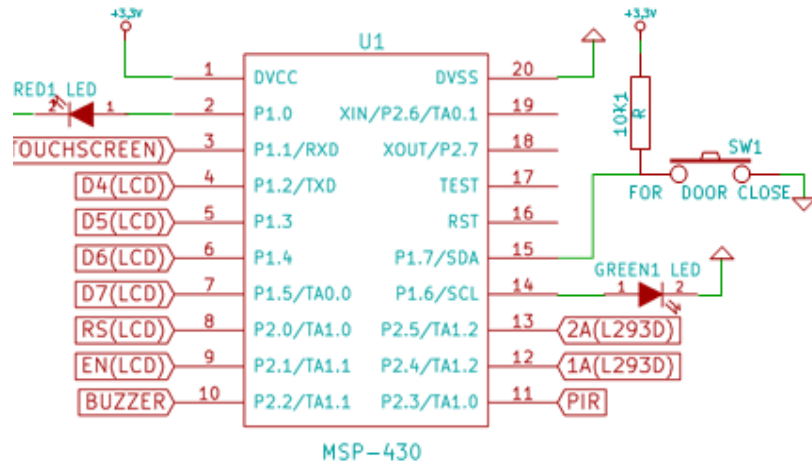 +3,3V
+3,3V
U1
1 DVCC
DVSS 20
RED1 LED
2 1
2 P1.0
XIN/P2.6/TA0.1 19
10K1
R
TOUCHSCREEN) 3 P1.1/RXD
XOUT/P2.7 18
SW1
D4(LCD) 4 P1.2/TXD
TEST 17
FOR DOOR CLOSE
D5(LCD) 5 P1.3
RST 16
D6(LCD) 6 P1.4
P1.7/SDA 15
GREEN1 LED
D7(LCD) 7 P1.5/TA0.0
P1.6/SCL 14
1 2
RS(LCD) 8 P2.0/TA1.0
P2.5/TA1.2 13 2A(L293D)
EN(LCD) 9 P2.1/TA1.1
P2.4/TA1.2 12 1A(L293D)
BUZZER 10 P2.2/TA1.1
P2.3/TA1.0 11 PIR
MSP-430